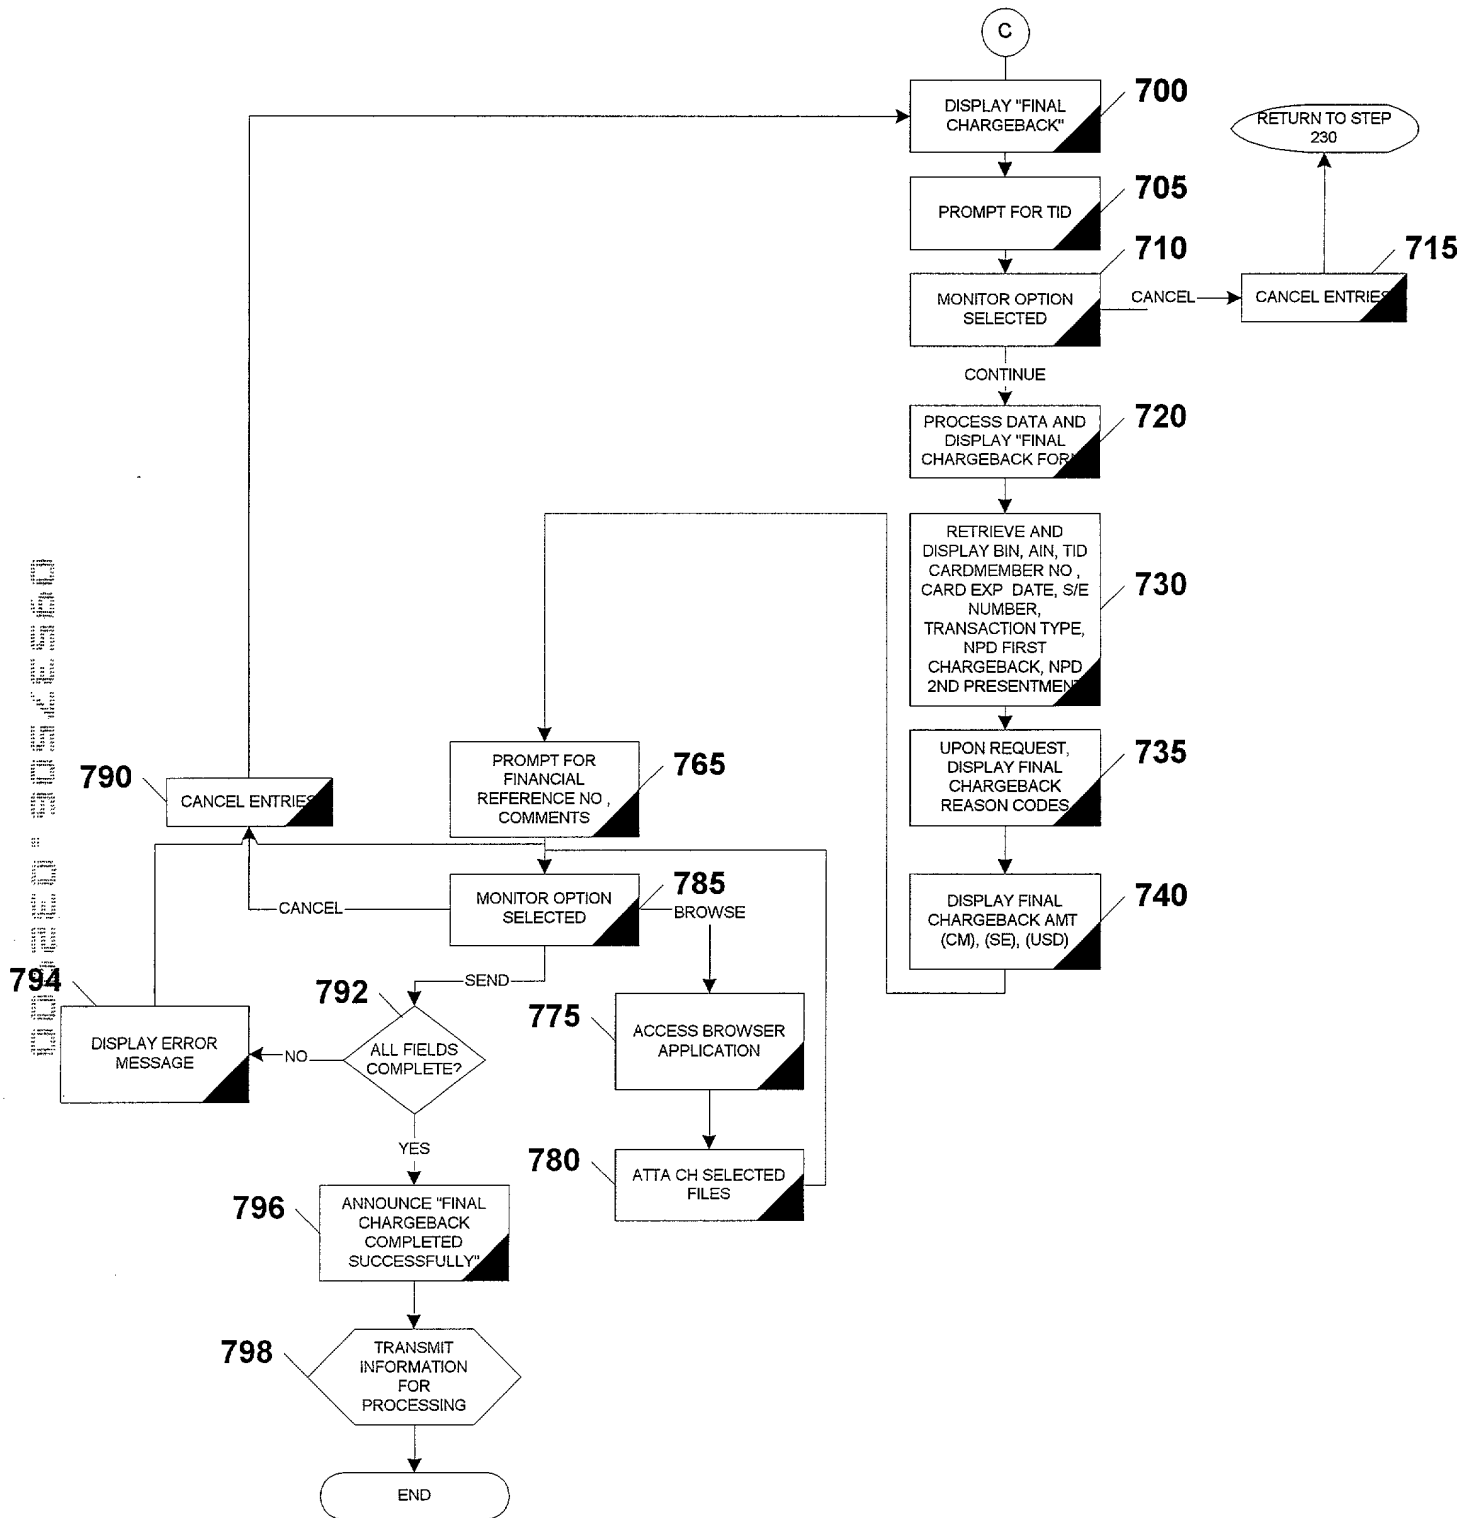 C
DISPLAY "FINAL
CHARGEBACK"
700
RETURN TO STEP
230
PROMPT FOR TID
705
MONITOR OPTION
SELECTED
710
CANCEL
CANCEL ENTRIES
715
CONTINUE
PROCESS DATA AND
DISPLAY "FINAL
CHARGEBACK FOR
720
RETRIEVE AND
DISPLAY BIN, AIN, TID
CARDMEMBER NO ,
CARD EXP DATE, S/E
NUMBER,
TRANSACTION TYPE,
NPD FIRST
CHARGEBACK, NPD
2ND PRESENTMENT
730
UPON REQUEST,
DISPLAY FINAL
CHARGEBACK
REASON CODES
735
DISPLAY FINAL
CHARGEBACK AMT
(CM), (SE), (USD)
740
PROMPT FOR
FINANCIAL
REFERENCE NO ,
COMMENTS
765
790
CANCEL ENTRIES
CANCEL
MONITOR OPTION
SELECTED
785
BROWSE
SEND
794
DISPLAY ERROR
MESSAGE
NO
792
ALL FIELDS
COMPLETE?
775
ACCESS BROWSER
APPLICATION
YES
780
ATTA CH SELECTED
FILES
796
ANNOUNCE "FINAL
CHARGEBACK
COMPLETED
SUCCESSFULLY"
798
TRANSMIT
INFORMATION
FOR
PROCESSING
END